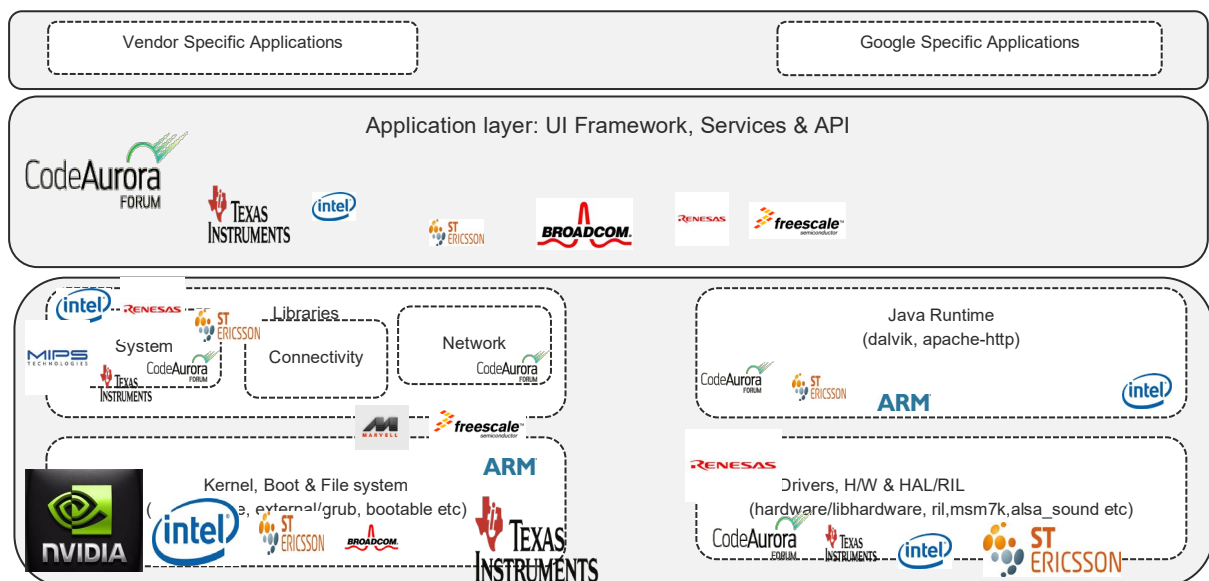 Vendor Specific Applications
Google Specific Applications
Application layer: UI Framework, Services & API
CodeAurora
FORUM
TEXAS
INSTRUMENTS
intel
ST
ERICSSON
BROADCOM.
RENESAS
freescale™
semiconductor
intel
RENESAS
ST
ERICSSON
Libraries
MIPS
TECHNOLOGIES
System
CodeAurora
FORUM
TEXAS
INSTRUMENTS
Connectivity
Network
CodeAurora
FORUM
Java Runtime
(dalvik, apache-http)
CodeAurora
FORUM
ST
ERICSSON
ARM
intel
MARVELL
freescale™
semiconductor
ARM
Kernel, Boot & File system
external/grub, bootable etc)
NVIDIA
intel
ST
ERICSSON
BROADCOM.
TEXAS
INSTRUMENTS
RENESAS
Drivers, H/W & HAL/RIL
(hardware/libhardware, ril,msm7k,alsa_sound etc)
CodeAurora
FORUM
TEXAS
INSTRUMENTS
intel
ST
ERICSSON